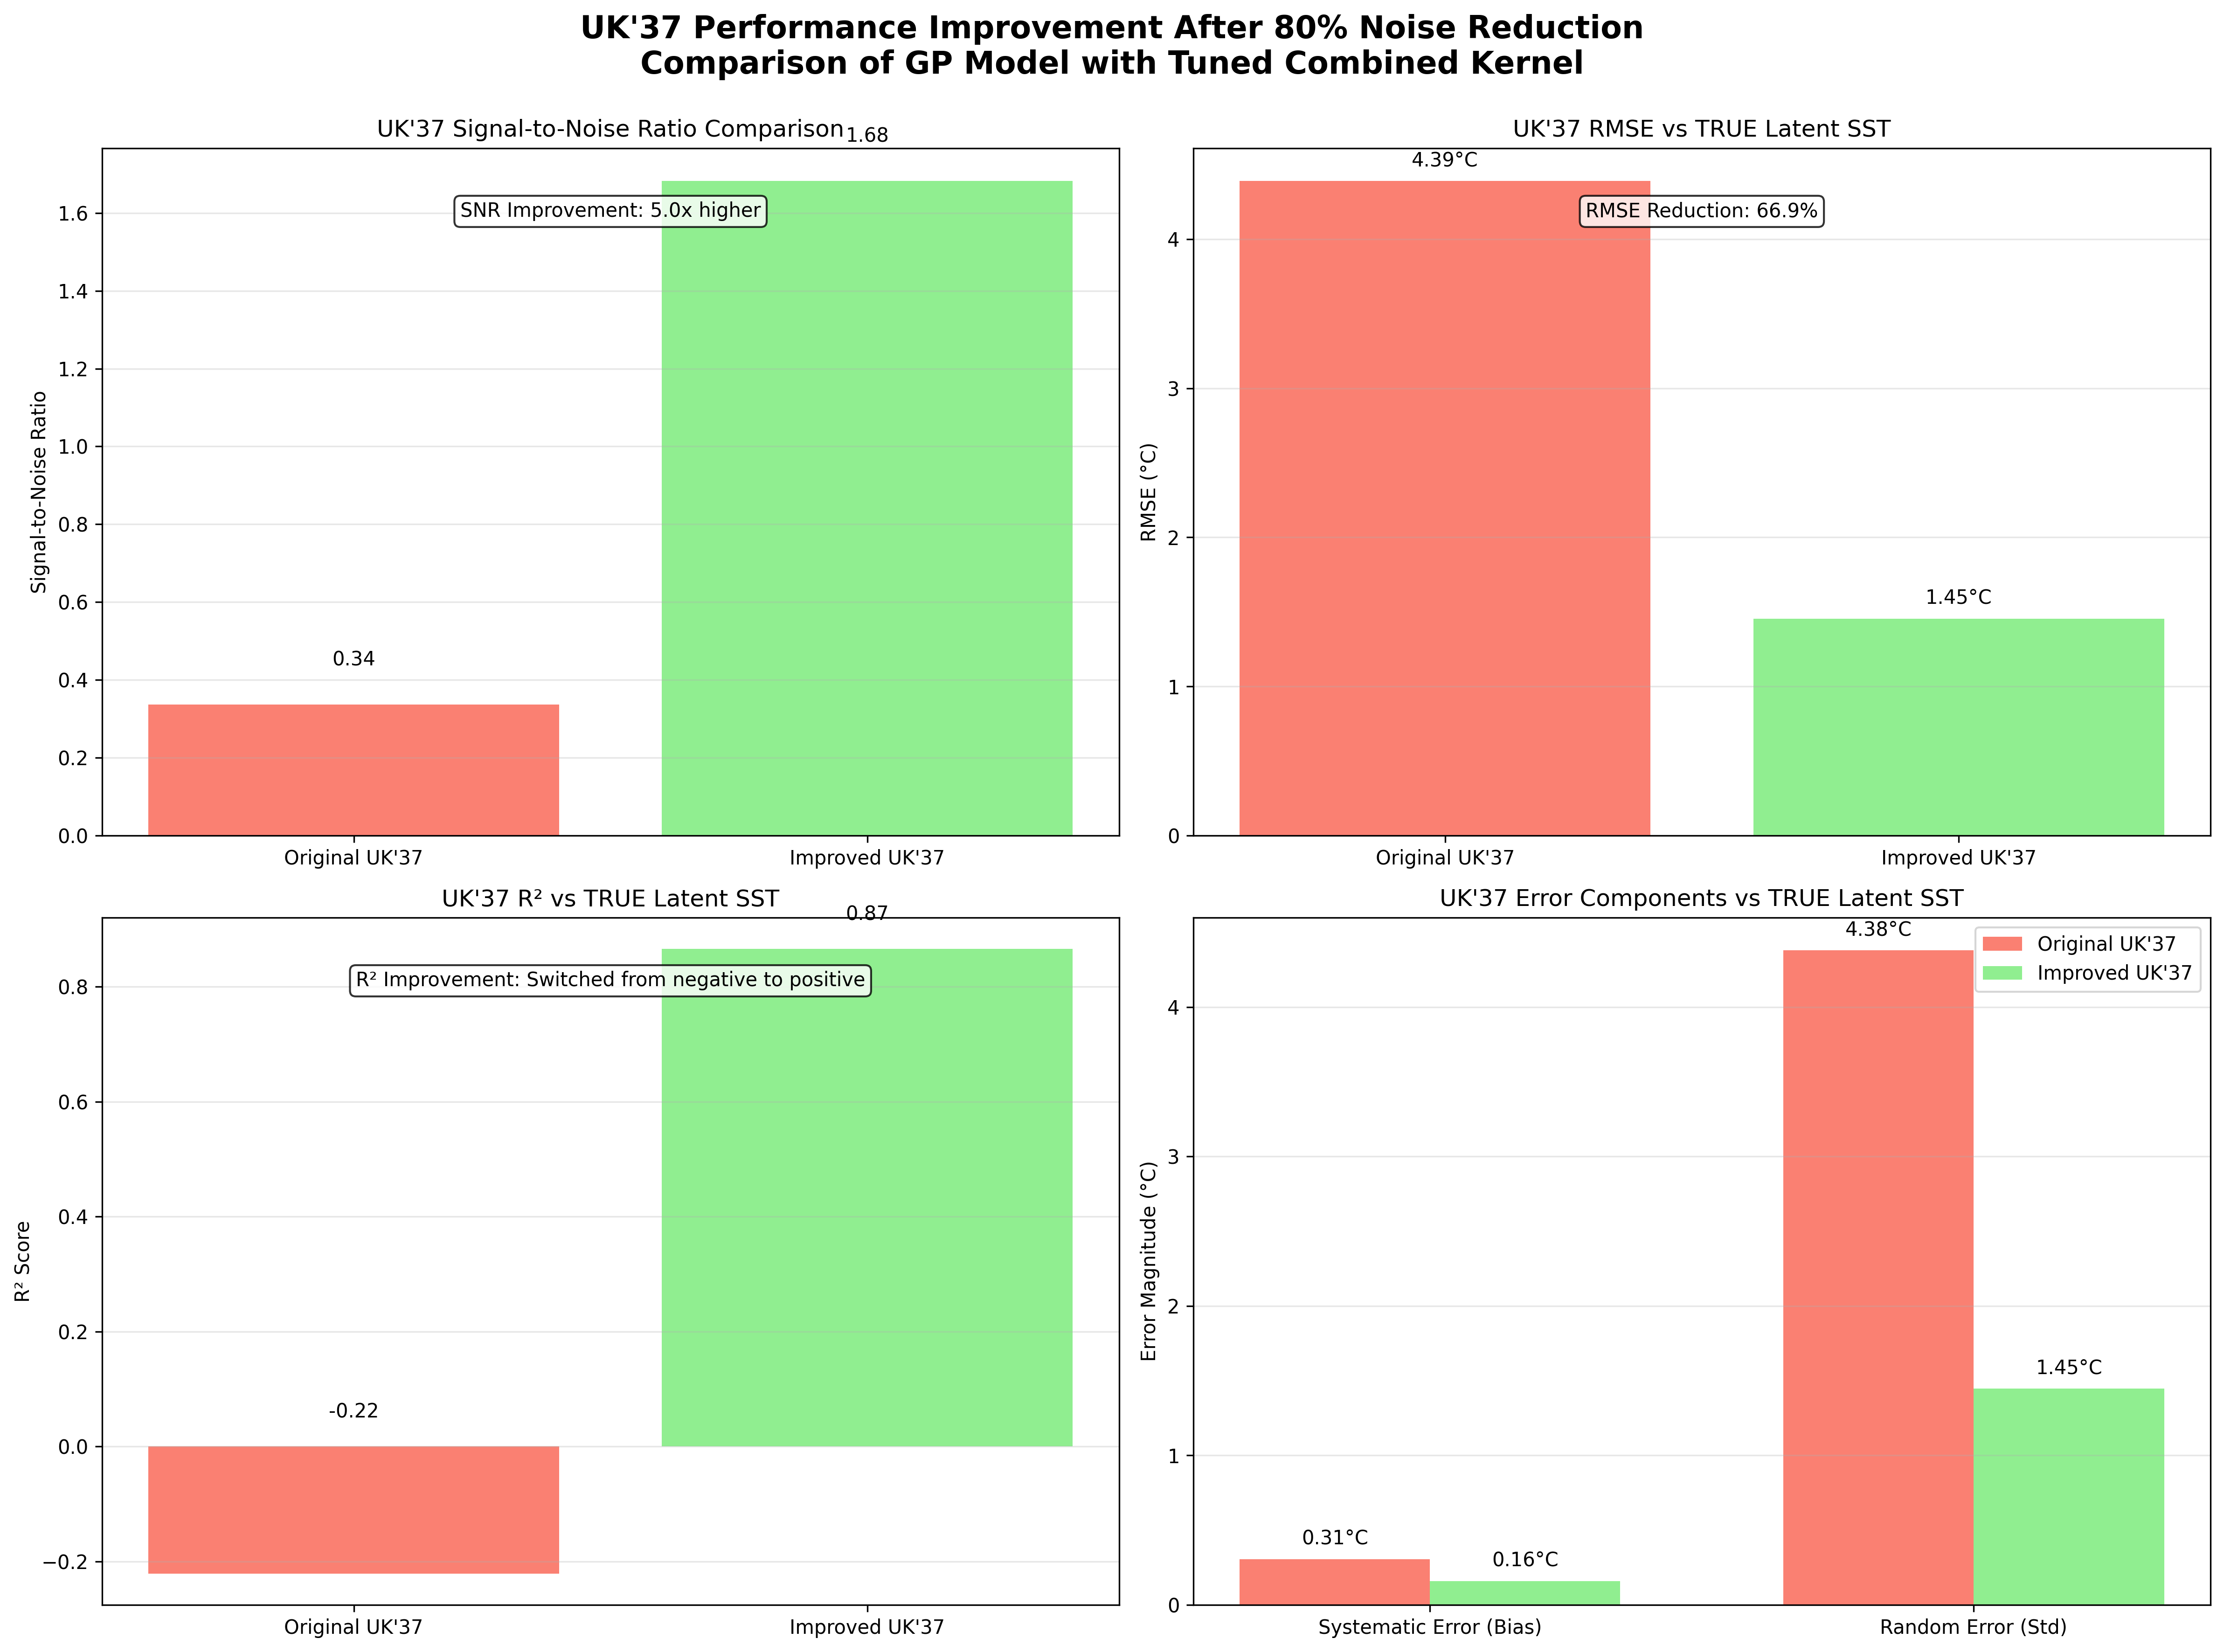 UK'37 Performance Improvement After 80% Noise Reduction
Comparison of GP Model with Tuned Combined Kernel
UK'37 Signal-to-Noise Ratio Comparison
1.68
SNR Improvement: 5.0x higher
0.34
Signal-to-Noise Ratio
1.6
1.4
1.2
1.0
0.8
0.6
0.4
0.2
0.0
Original UK'37
Improved UK'37
UK'37 RMSE vs TRUE Latent SST
4.39°C
RMSE Reduction: 66.9%
1.45°C
RMSE (°C)
4
3
2
1
0
Original UK'37
Improved UK'37
UK'37 R² vs TRUE Latent SST
0.87
R² Improvement: Switched from negative to positive
-0.22
R² Score
0.8
0.6
0.4
0.2
0.0
−0.2
Original UK'37
Improved UK'37
UK'37 Error Components vs TRUE Latent SST
4.38°C
Original UK'37
Improved UK'37
1.45°C
0.31°C
0.16°C
Error Magnitude (°C)
4
3
2
1
0
Systematic Error (Bias)
Random Error (Std)